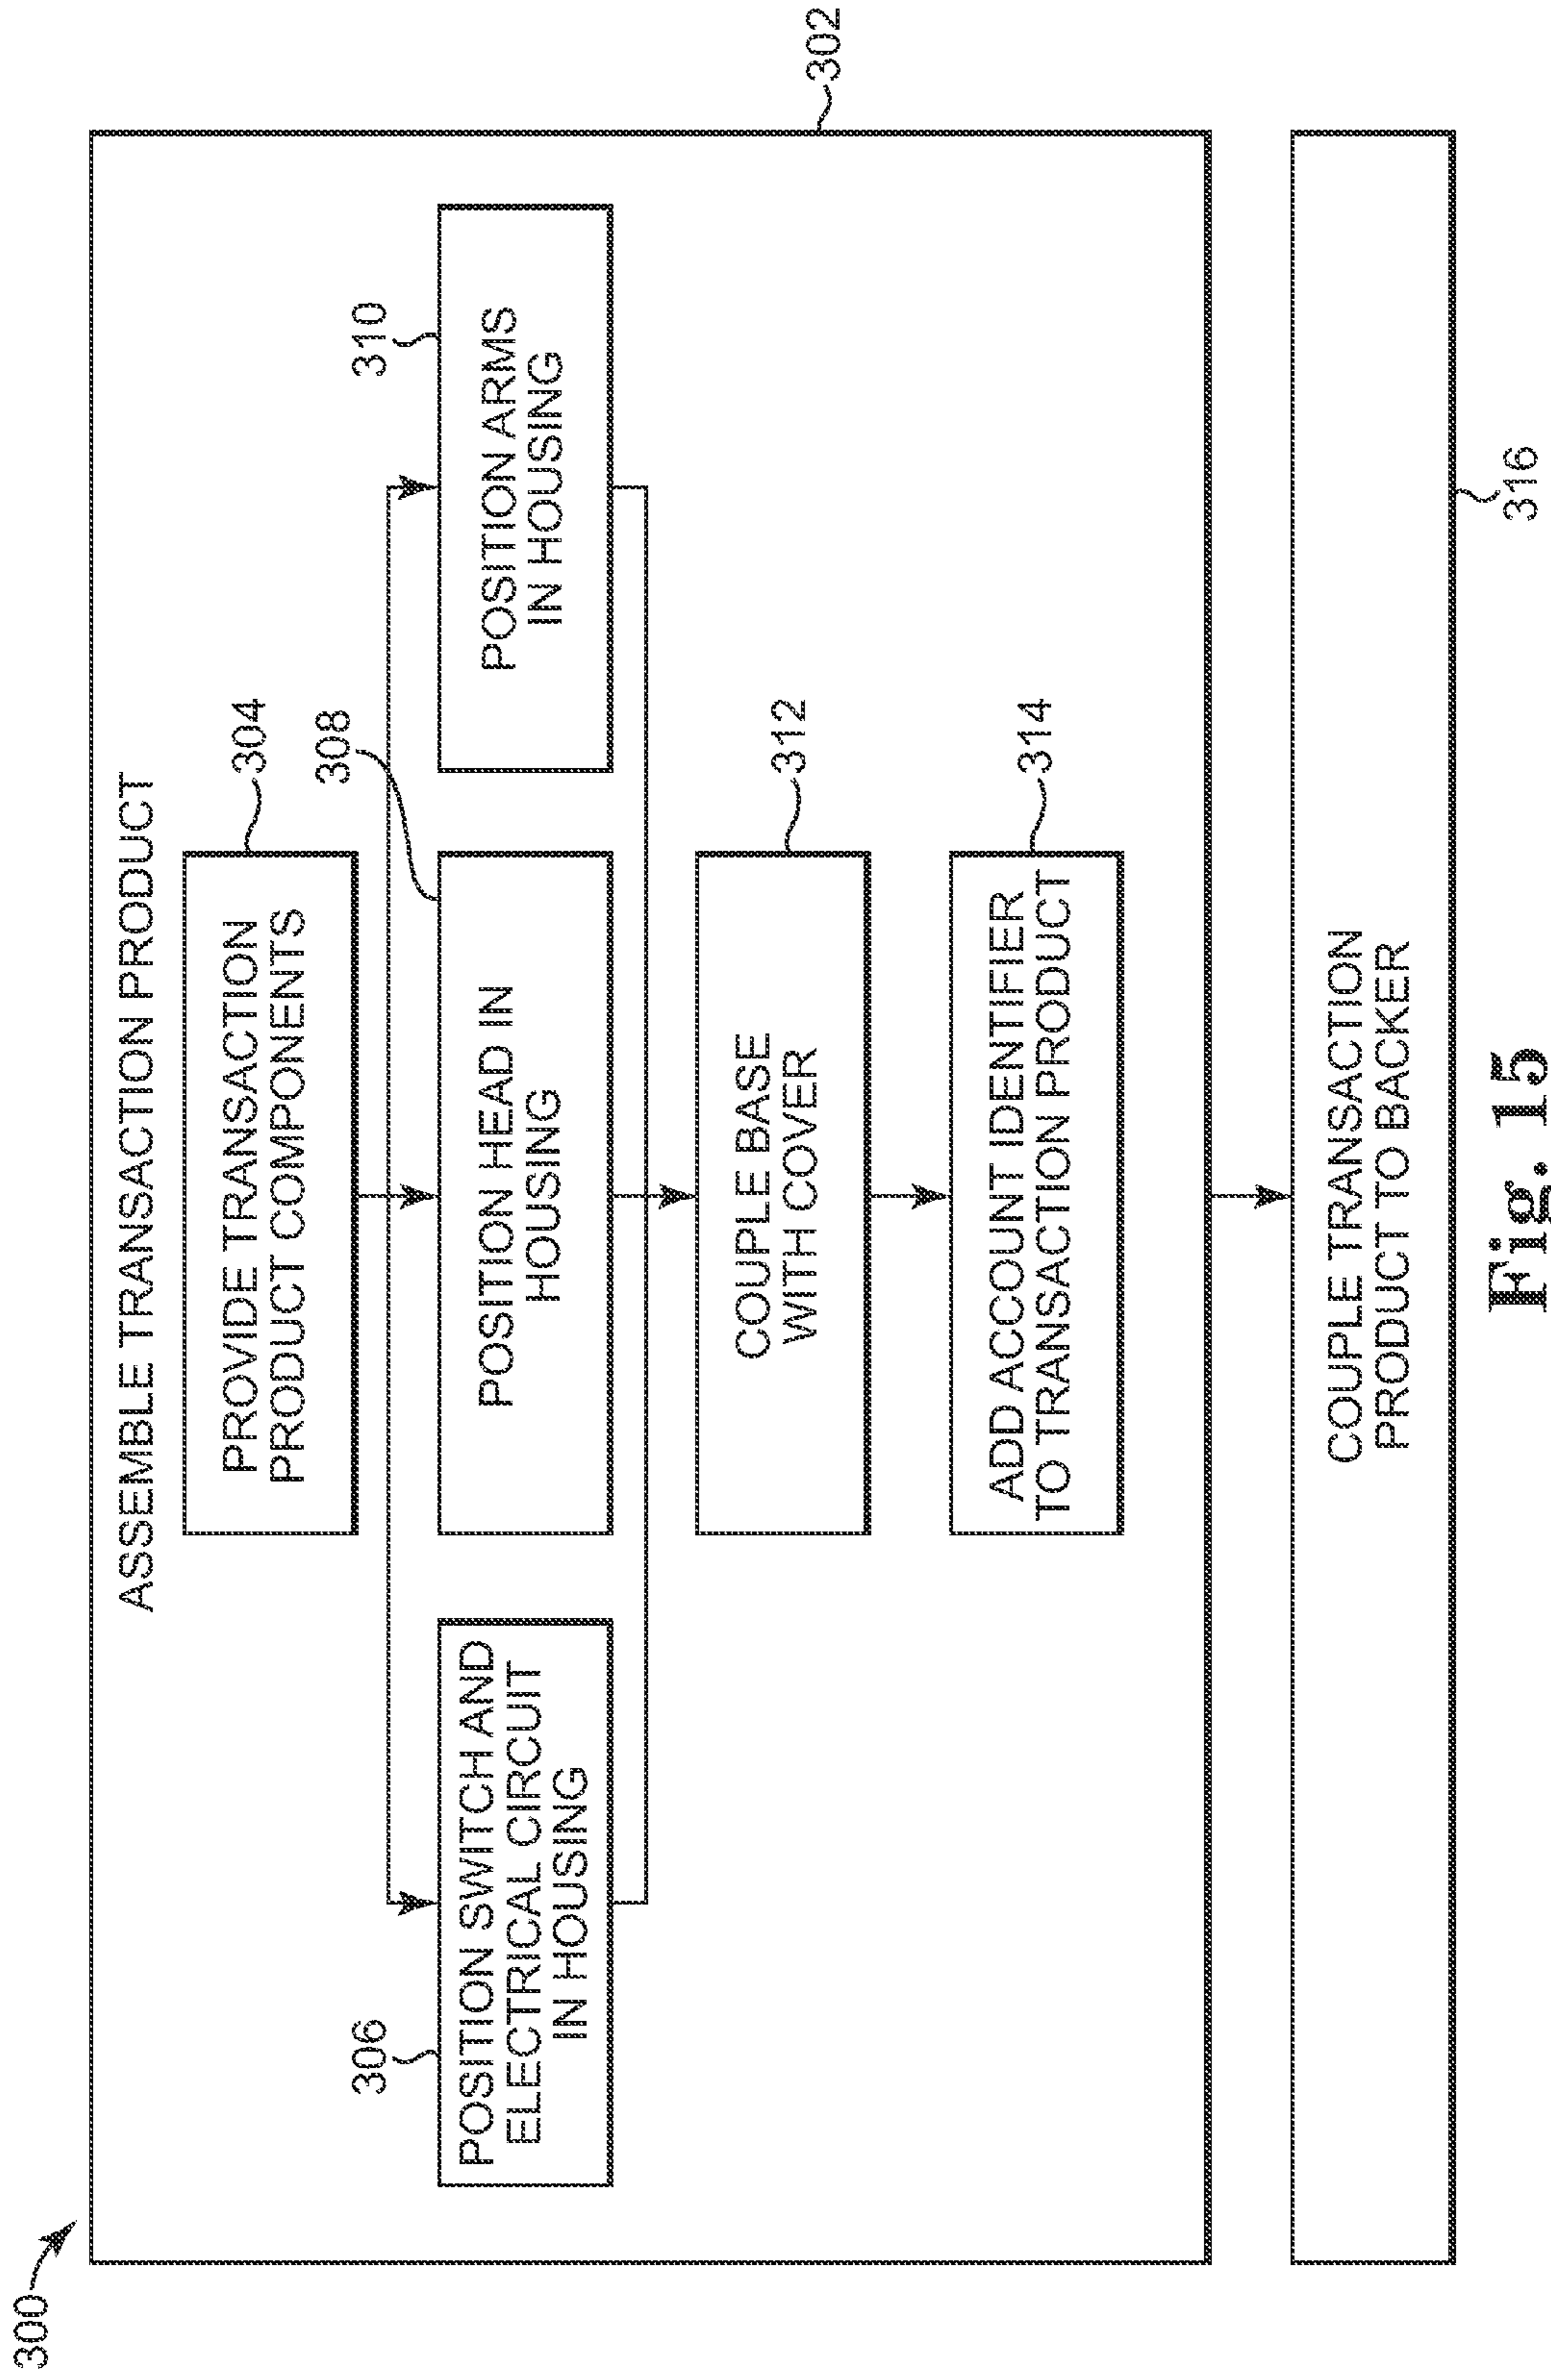 300
302
ASSEMBLE TRANSACTION PRODUCT
304
PROVIDE TRANSACTION
PRODUCT COMPONENTS
306
POSITION SWITCH AND
ELECTRICAL CIRCUIT
IN HOUSING
308
POSITION HEAD IN
HOUSING
310
POSITION ARMS
IN HOUSING
312
COUPLE BASE
WITH COVER
314
ADD ACCOUNT IDENTIFIER
TO TRANSACTION PRODUCT
COUPLE TRANSACTION
PRODUCT TO BACKER
316
Fig. 15